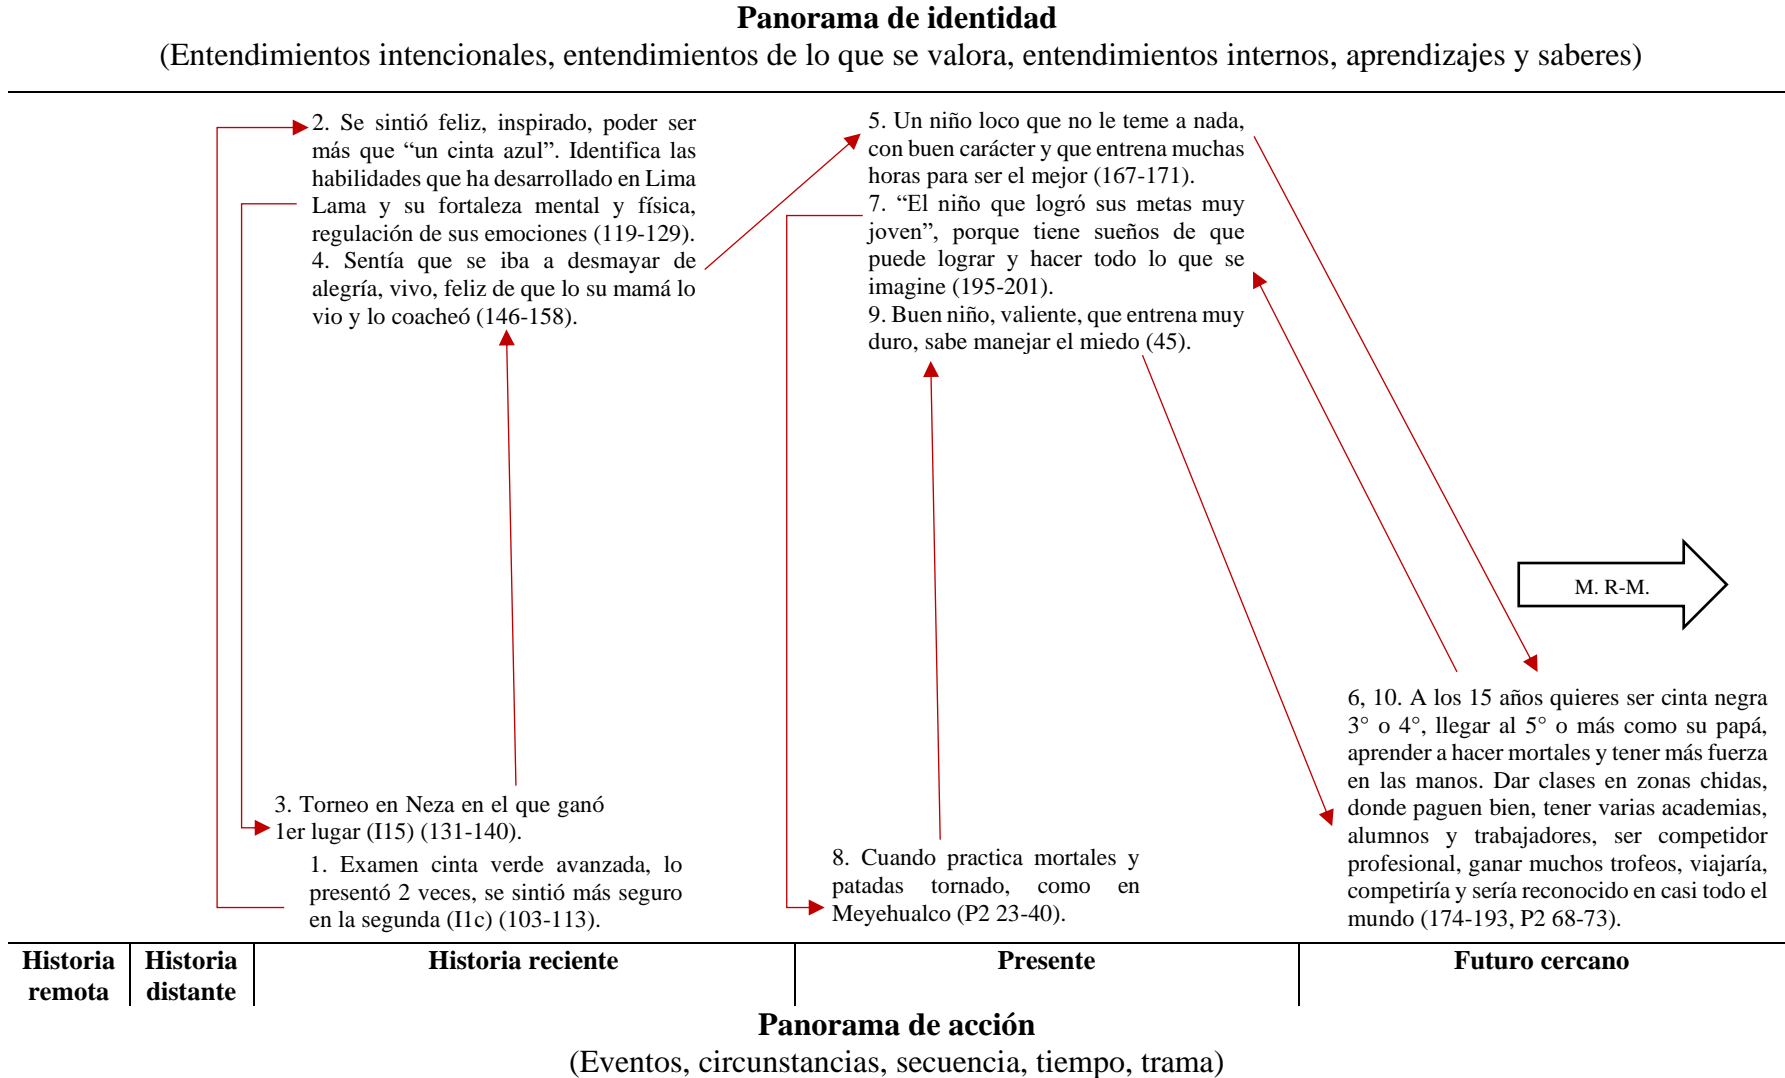 Panorama de identidad
(Entendimientos intencionales, entendimientos de lo que se valora, entendimientos internos, aprendizajes y saberes)
2. Se sintió feliz, inspirado, poder ser
más que “un cinta azul”. Identifica las
habilidades que ha desarrollado en Lima
Lama y su fortaleza mental y física,
regulación de sus emociones (119-129).
4. Sentía que se iba a desmayar de
alegría, vivo, feliz de que lo su mamá lo
vio y lo coacheó (146-158).
5. Un niño loco que no le teme a nada,
con buen carácter y que entrena muchas
horas para ser el mejor (167-171).
7. “El niño que logró sus metas muy
joven”, porque tiene sueños de que
puede lograr y hacer todo lo que se
imagine (195-201).
9. Buen niño, valiente, que entrena muy
duro, sabe manejar el miedo (45).
M. R-M.
3. Torneo en Neza en el que ganó
1er lugar (I15) (131-140).
1. Examen cinta verde avanzada, lo
presentó 2 veces, se sintió más seguro
en la segunda (I1c) (103-113).
8. Cuando practica mortales y
patadas tornado, como en
Meyehualco (P2 23-40).
6, 10. A los 15 años quieres ser cinta negra
3° o 4°, llegar al 5° o más como su papá,
aprender a hacer mortales y tener más fuerza
en las manos. Dar clases en zonas chidas,
donde paguen bien, tener varias academias,
alumnos y trabajadores, ser competidor
profesional, ganar muchos trofeos, viajaría,
competiría y sería reconocido en casi todo el
mundo (174-193, P2 68-73).
Historia
remota
Historia
distante
Historia reciente
Presente
Futuro cercano
Panorama de acción
(Eventos, circunstancias, secuencia, tiempo, trama)